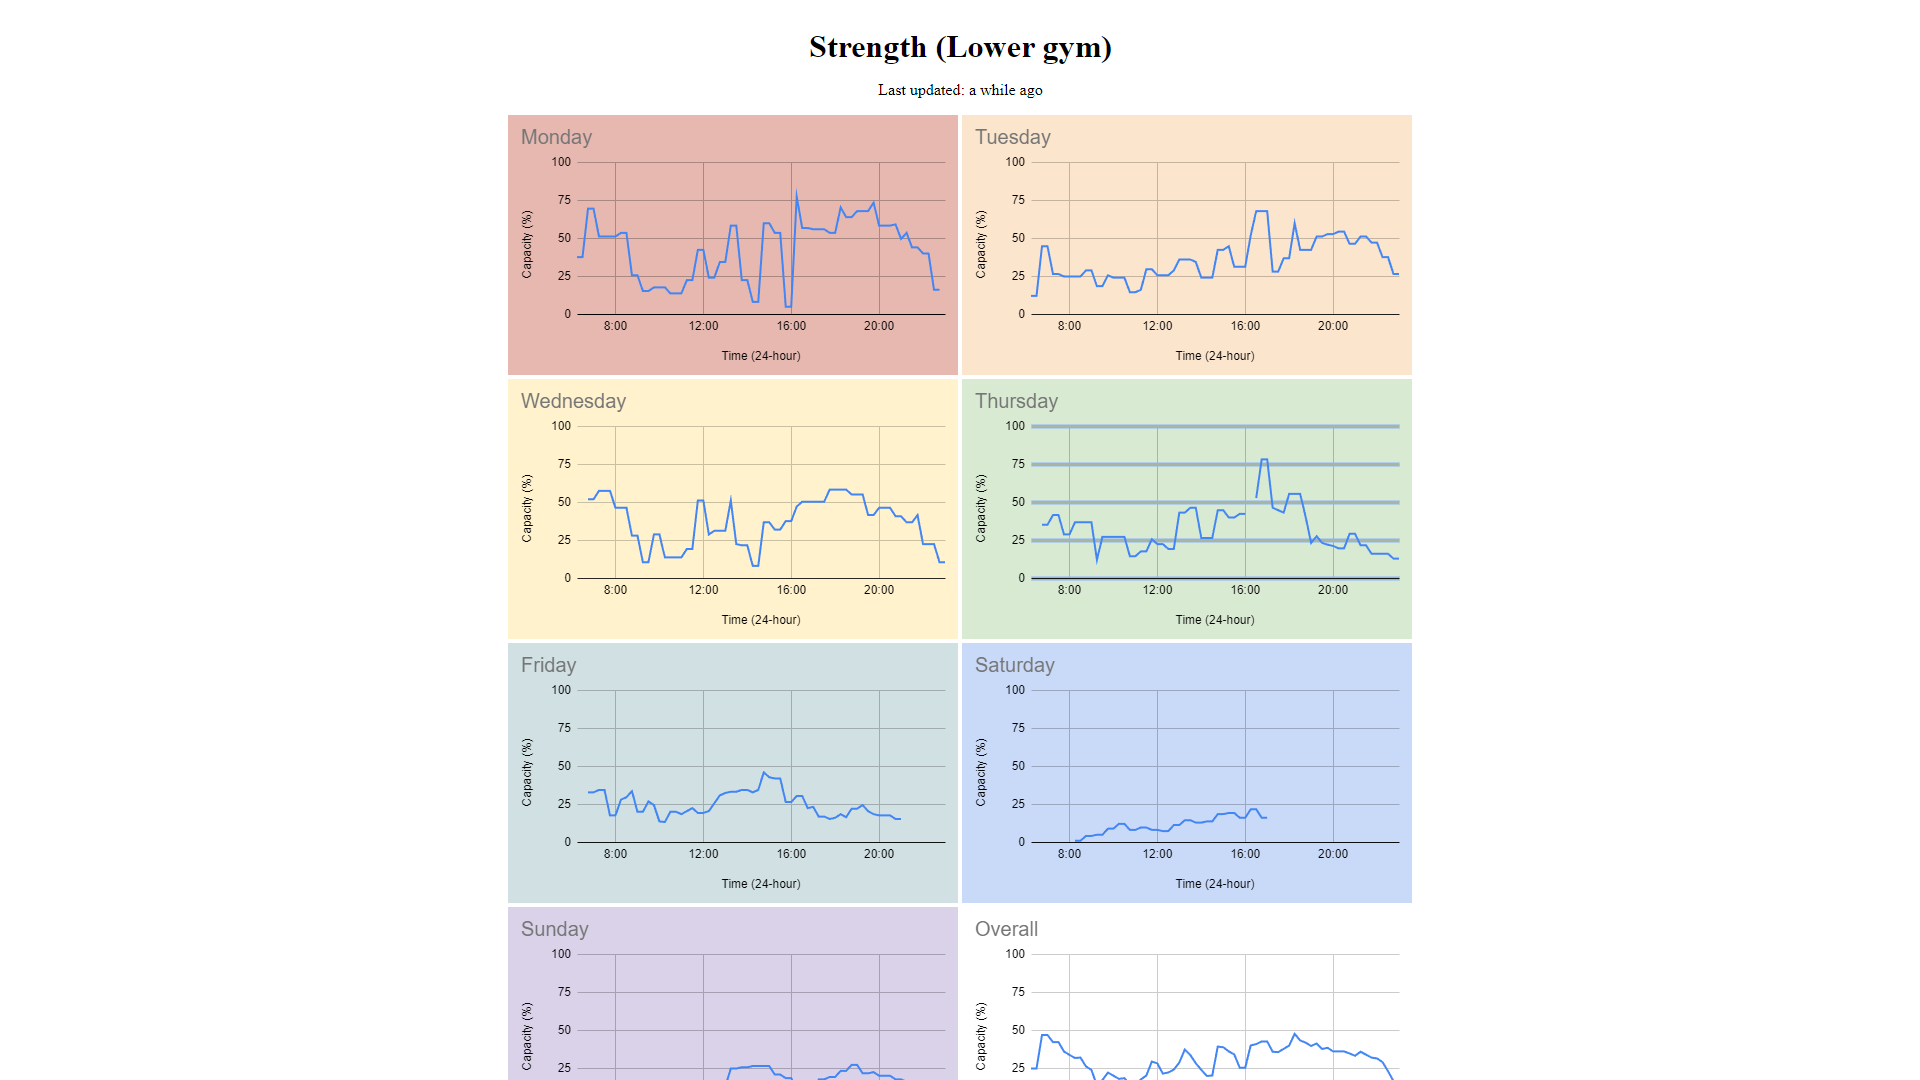 Strength (Lower gym)
Last updated: a while ago
Monday
100
75
50
25
0
Capacity (%)
8:00 12:00 16:00 20:00
Time (24-hour)
Tuesday
100
75
50
25
0
Capacity (%)
8:00 12:00 16:00 20:00
Time (24-hour)
Wednesday
100
75
50
25
0
Capacity (%)
8:00 12:00 16:00 20:00
Time (24-hour)
Thursday
100
75
50
25
0
Capacity (%)
8:00 12:00 16:00 20:00
Time (24-hour)
Friday
100
75
50
25
0
Capacity (%)
8:00 12:00 16:00 20:00
Time (24-hour)
Saturday
100
75
50
25
0
Capacity (%)
8:00 12:00 16:00 20:00
Time (24-hour)
Sunday
100
75
50
25
Capacity (%)
Overall
100
75
50
25
Capacity (%)